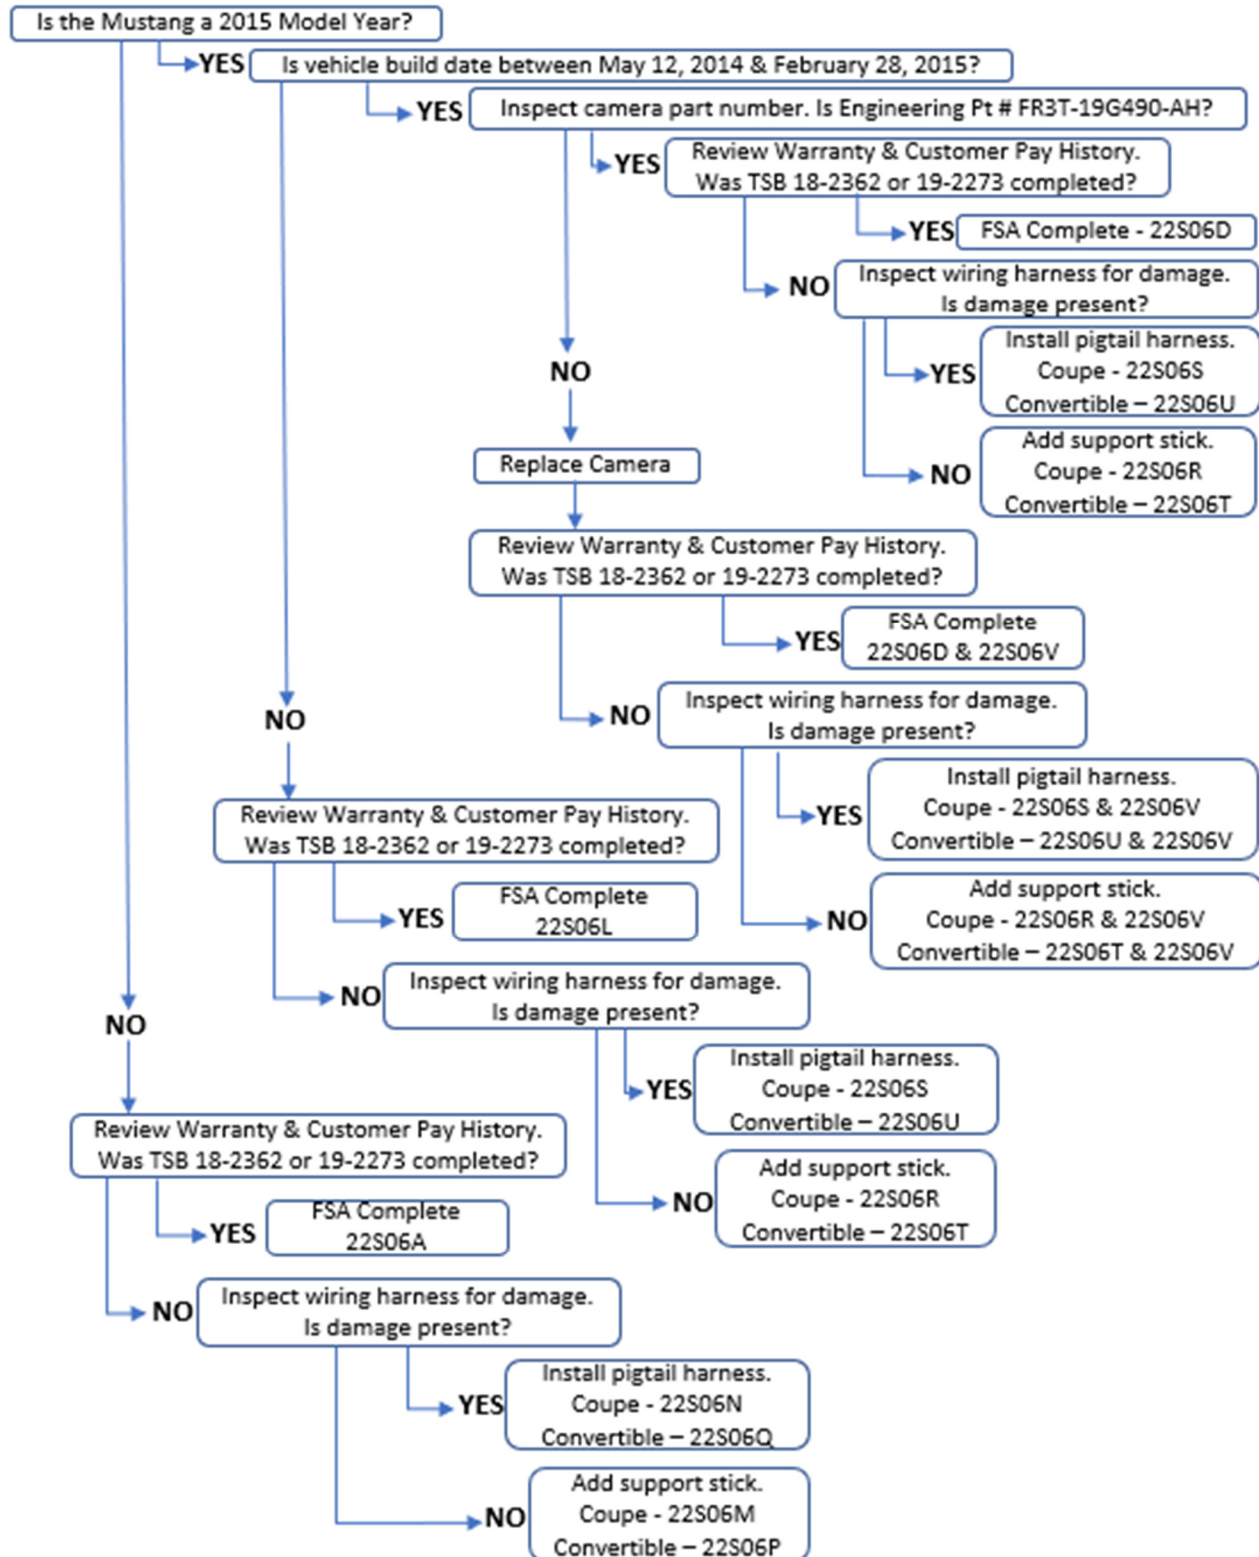 Is the Mustang a 2015 Model Year?
YES
Is vehicle build date between May 12, 2014 & February 28, 2015?
YES
Inspect camera part number. Is Engineering Pt # FR3T-19G490-AH?
YES
Review Warranty & Customer Pay History.
Was TSB 18-2362 or 19-2273 completed?
YES
FSA Complete - 22S06D
NO
Inspect wiring harness for damage.
Is damage present?
YES
Install pigtail harness.
Coupe - 22S06S
Convertible – 22S06U
NO
Add support stick.
Coupe - 22S06R
Convertible – 22S06T
NO
Replace Camera
Review Warranty & Customer Pay History.
Was TSB 18-2362 or 19-2273 completed?
YES
FSA Complete
22S06D & 22S06V
NO
Inspect wiring harness for damage.
Is damage present?
YES
Install pigtail harness.
Coupe - 22S06S & 22S06V
Convertible – 22S06U & 22S06V
NO
Add support stick.
Coupe - 22S06R & 22S06V
Convertible – 22S06T & 22S06V
NO
Review Warranty & Customer Pay History.
Was TSB 18-2362 or 19-2273 completed?
YES
FSA Complete
22S06L
NO
Inspect wiring harness for damage.
Is damage present?
YES
Install pigtail harness.
Coupe - 22S06S
Convertible – 22S06U
NO
Add support stick.
Coupe - 22S06R
Convertible – 22S06T
NO
Review Warranty & Customer Pay History.
Was TSB 18-2362 or 19-2273 completed?
YES
FSA Complete
22S06A
NO
Inspect wiring harness for damage.
Is damage present?
YES
Install pigtail harness.
Coupe - 22S06N
Convertible – 22S06Q
NO
Add support stick.
Coupe - 22S06M
Convertible – 22S06P